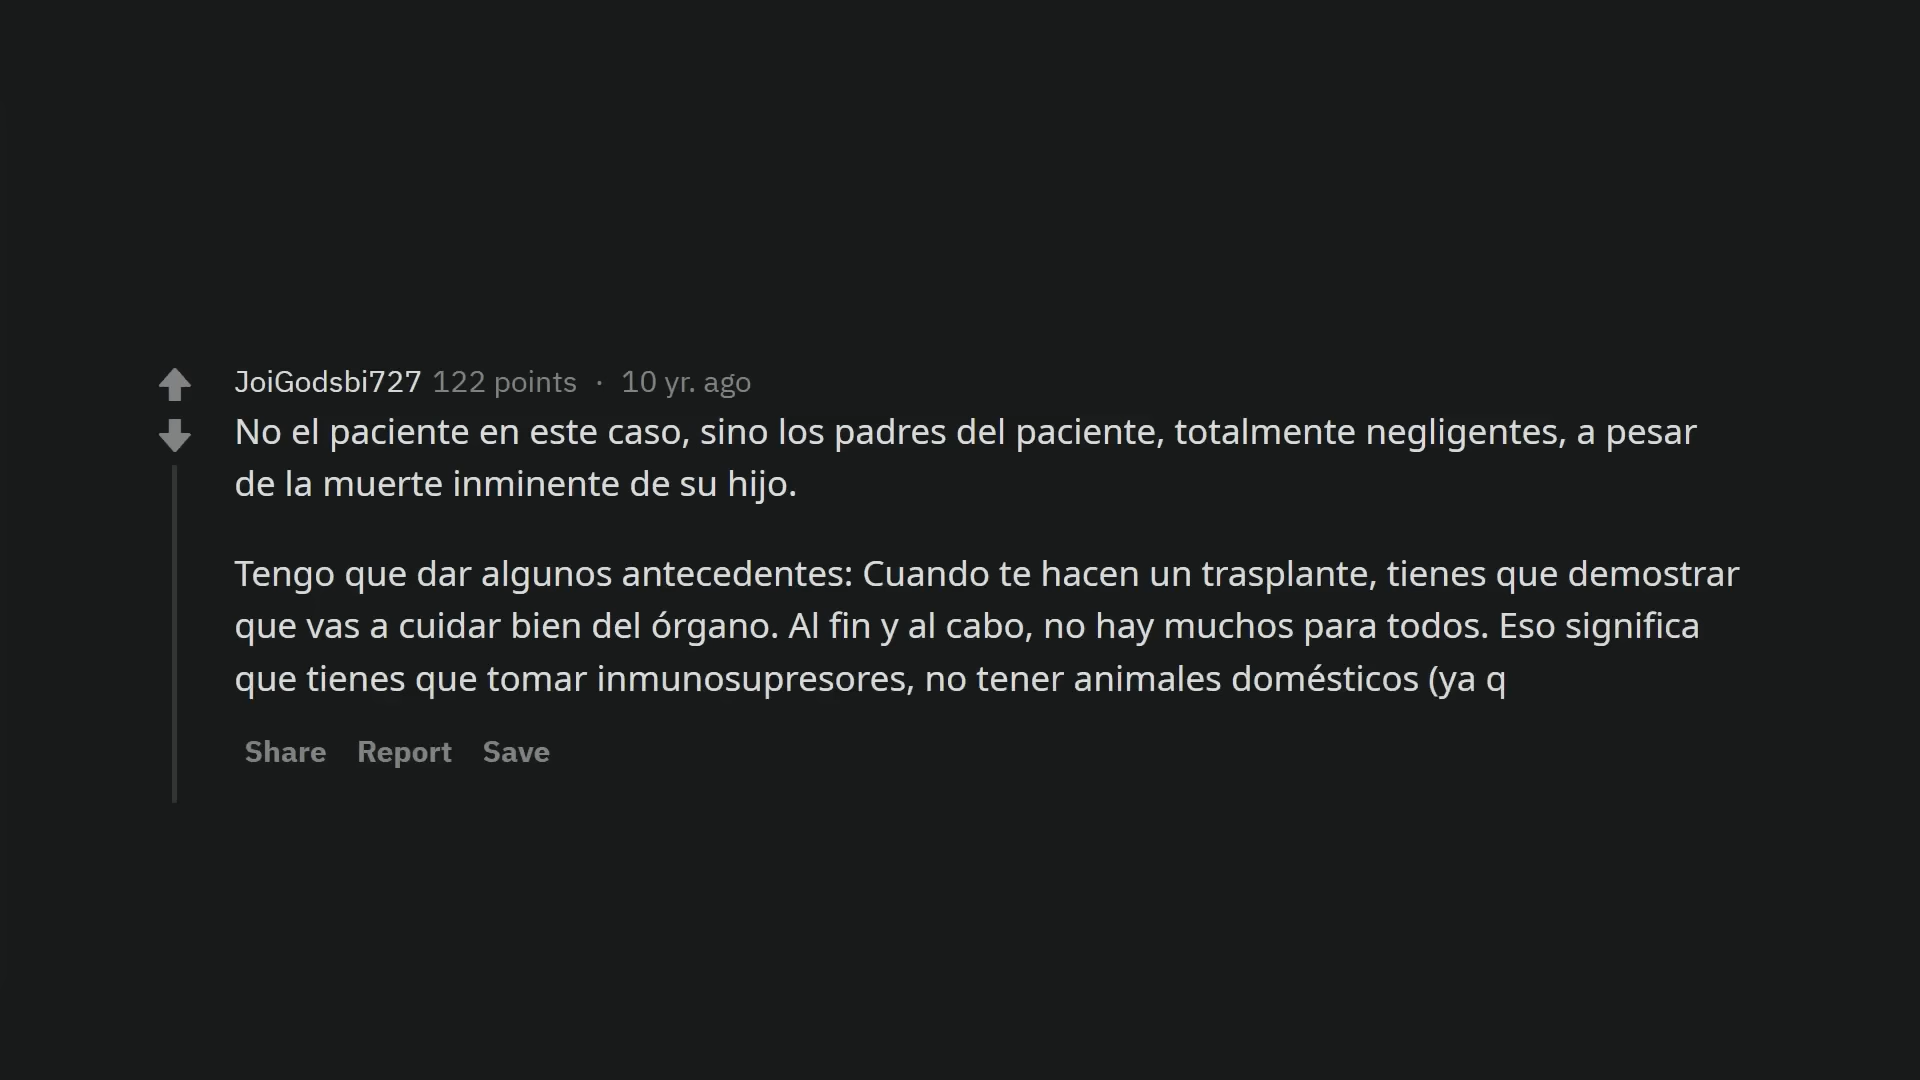 JoiGodsbi727 122 points · 10 yr. ago
No el paciente en este caso, sino los padres del paciente, totalmente negligentes, a pesar
de la muerte inminente de su hijo.
Tengo que dar algunos antecedentes: Cuando te hacen un trasplante, tienes que demostrar
que vas a cuidar bien del órgano. Al fin y al cabo, no hay muchos para todos. Eso significa
que tienes que tomar inmunosupresores, no tener animales domésticos (ya q
Share Report Save